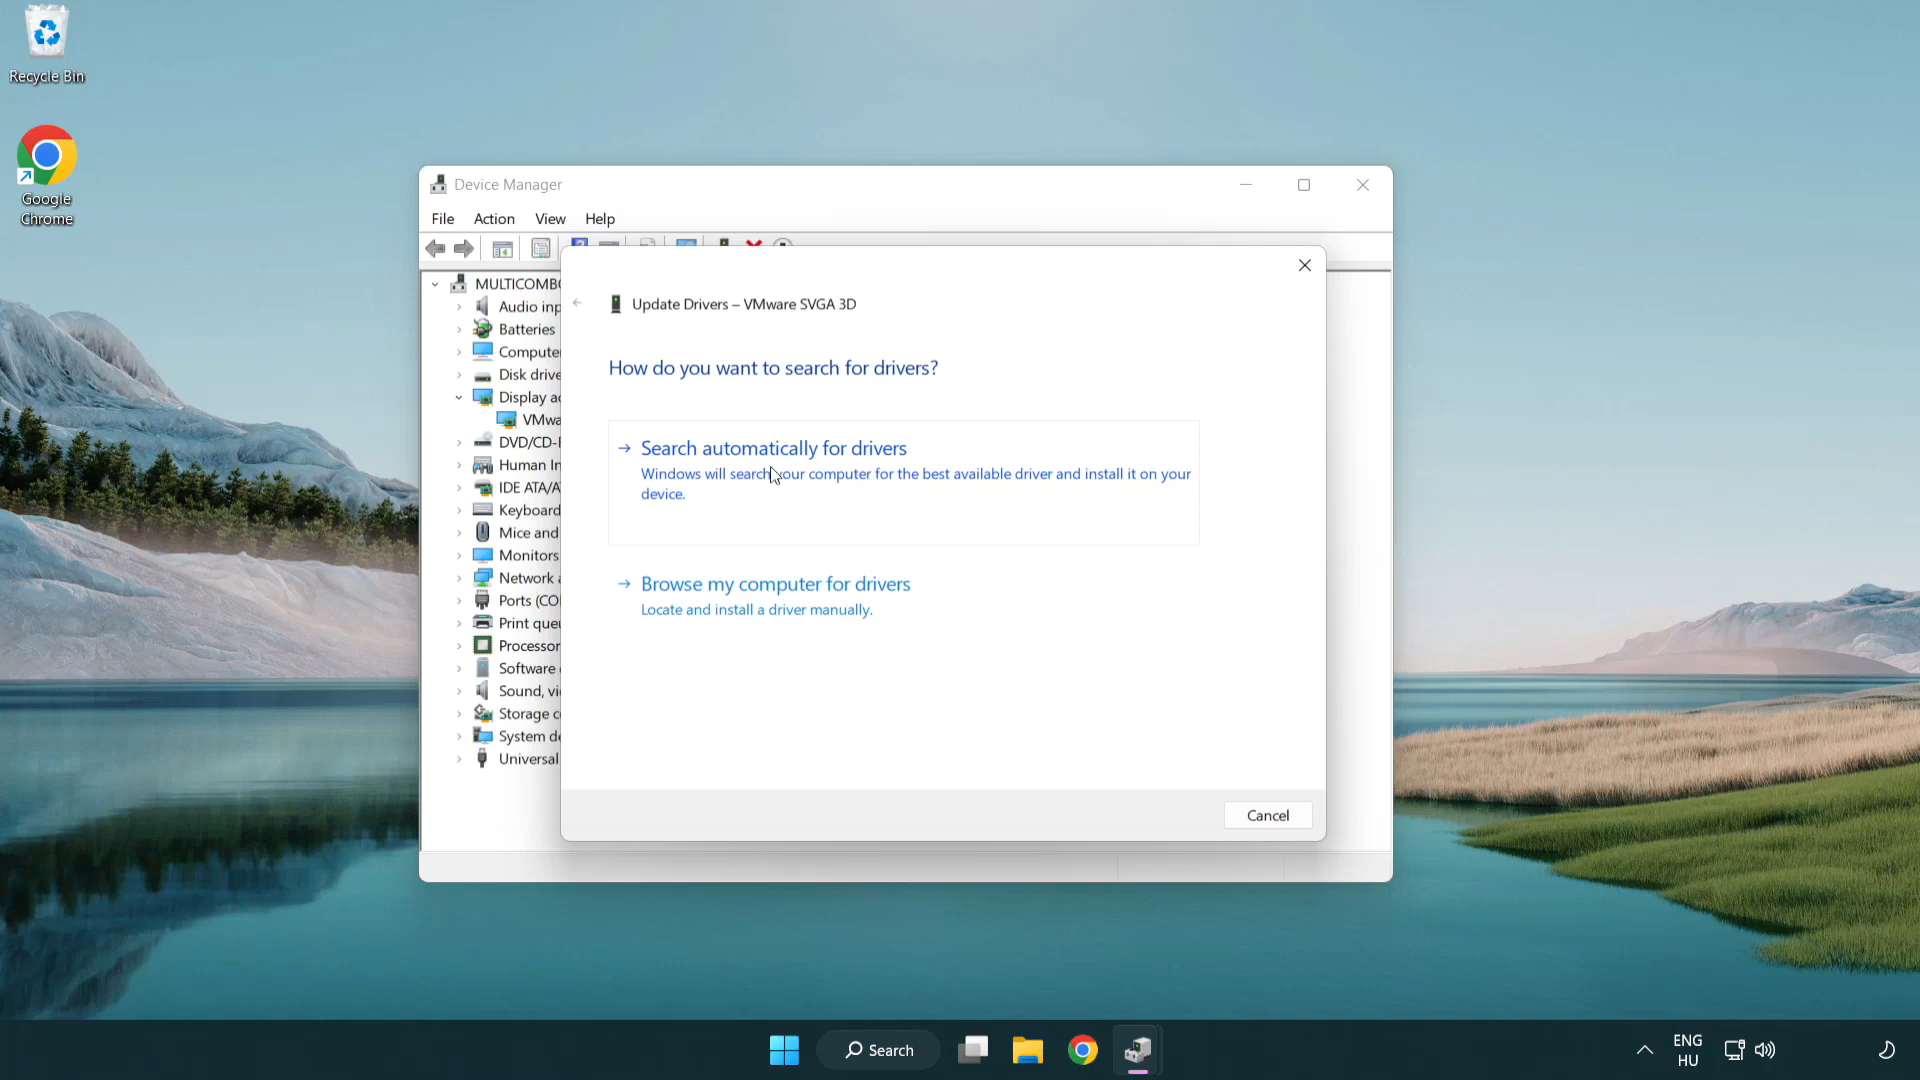 Recycle Bin
Google
Chrome
Device Manager
File Action View Help
MULTICOMB
Audio inp
Batteries
Compute
Disk drive
Display a
VMwa
DVD/CD-
Human In
IDE ATA/A
Keyboard
Mice and
Monitors
Network a
Ports (CO
Print que
Processor
Software
Sound, vi
Storage c
System de
Universal
Update Drivers – VMware SVGA 3D
How do you want to search for drivers?
Search automatically for drivers
Windows will search your computer for the best available driver and install it on your
device.
Browse my computer for drivers
Locate and install a driver manually.
Cancel
Search
ENG
HU